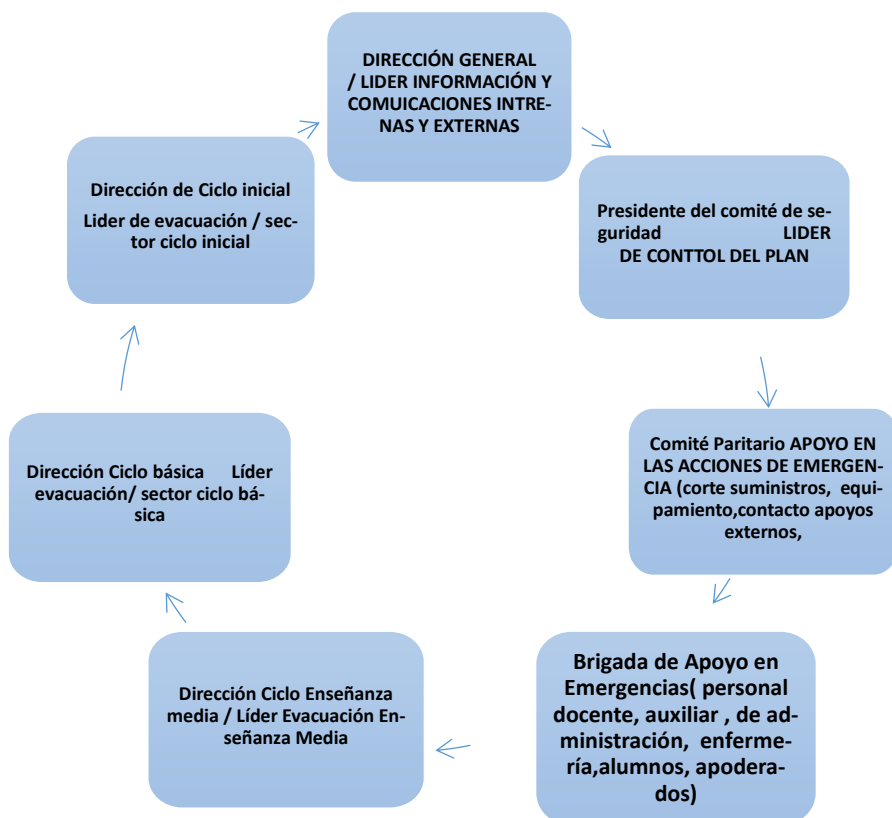 DIRECCIÓN GENERAL
/ LIDER INFORMACIÓN Y
COMUICACIONES INTRE-
NAS Y EXTERNAS
Presidente del comité de se-
guridad LIDER
DE CONTTOL DEL PLAN
Comité Paritario APOYO EN
LAS ACCIONES DE EMERGEN-
CIA (corte suministros, equi-
pamiento,contacto apoyos
externos,
Brigada de Apoyo en
Emergencias( personal
docente, auxiliar , de ad-
ministración, enferme-
ría,alumnos, apodera-
dos)
Dirección Ciclo Enseñanza
media / Líder Evacuación En-
señanza Media
Dirección Ciclo básica Líder
evacuación/ sector ciclo bá-
sica
Dirección de Ciclo inicial
Lider de evacuación / sec-
tor ciclo inicial